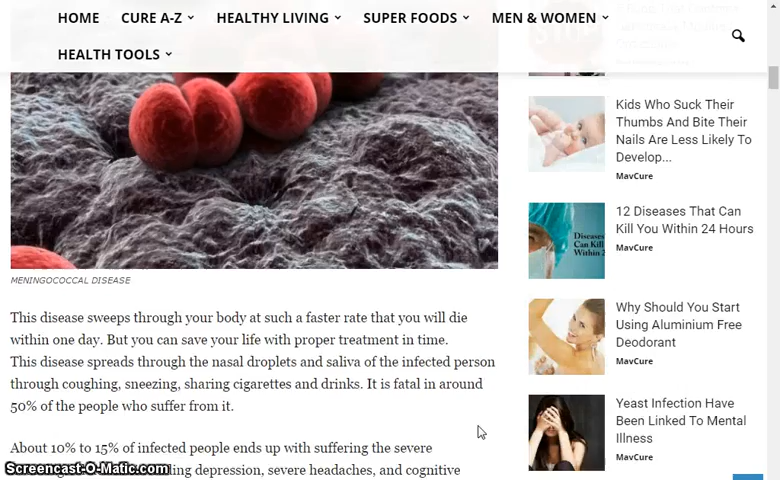 HOME CURE A-Z HEALTHY LIVING SUPER FOODS MEN & WOMEN
HEALTH TOOLS
MENINGOCOCCAL DISEASE
This disease sweeps through your body at such a faster rate that you will die
within one day. But you can save your life with proper treatment in time.
This disease spreads through the nasal droplets and saliva of the infected person
through coughing, sneezing, sharing cigarettes and drinks. It is fatal in around
50% of the people who suffer from it.
About 10% to 15% of infected people ends up with suffering the severe
depression, severe headaches, and cognitive
Screencast-O-Matic.com
Kids Who Suck Their
Thumbs And Bite Their
Nails Are Less Likely To
Develop...
MavCure
Diseases
Can Kill
Within 2
12 Diseases That Can
Kill You Within 24 Hours
MavCure
Why Should You Start
Using Aluminium Free
Deodorant
MavCure
Yeast Infection Have
Been Linked To Mental
Illness
MavCure